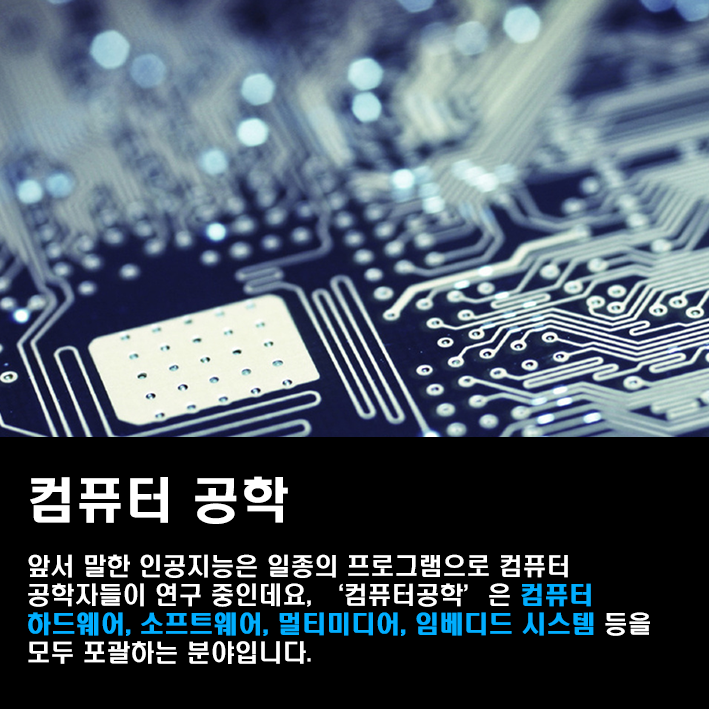 컴퓨터 공학
앞서 말한 인공지능은 일종의 프로그램으로 컴퓨터
공학자들이 연구 중인데요, ‘컴퓨터공학’은 컴퓨터
하드웨어, 소프트웨어, 멀티미디어, 임베디드 시스템 등을
모두 포괄하는 분야입니다.